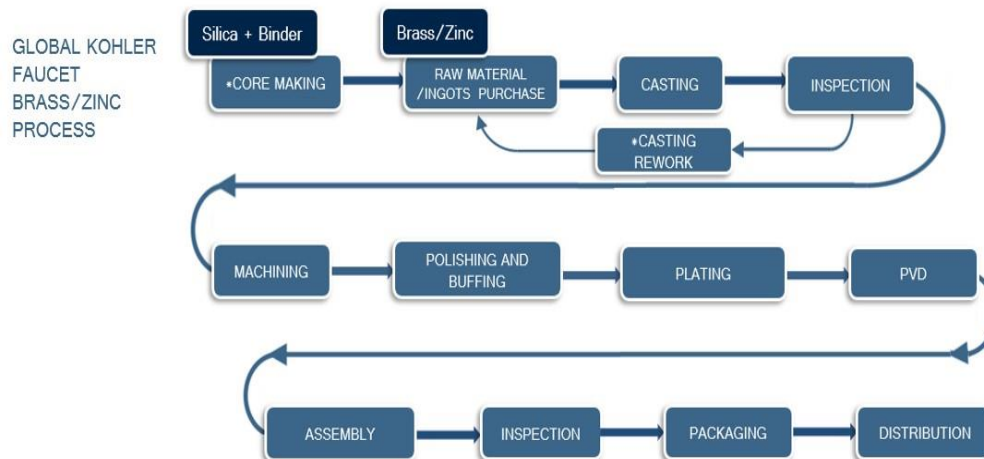 GLOBAL KOHLER
FAUCET
BRASS/ZINC
PROCESS
Silica + Binder
*CORE MAKING
Brass/Zinc
RAW MATERIAL
/INGOTS PURCHASE
CASTING
INSPECTION
*CASTING
REWORK
MACHINING
POLISHING AND
BUFFING
PLATING
PVD
ASSEMBLY
INSPECTION
PACKAGING
DISTRIBUTION